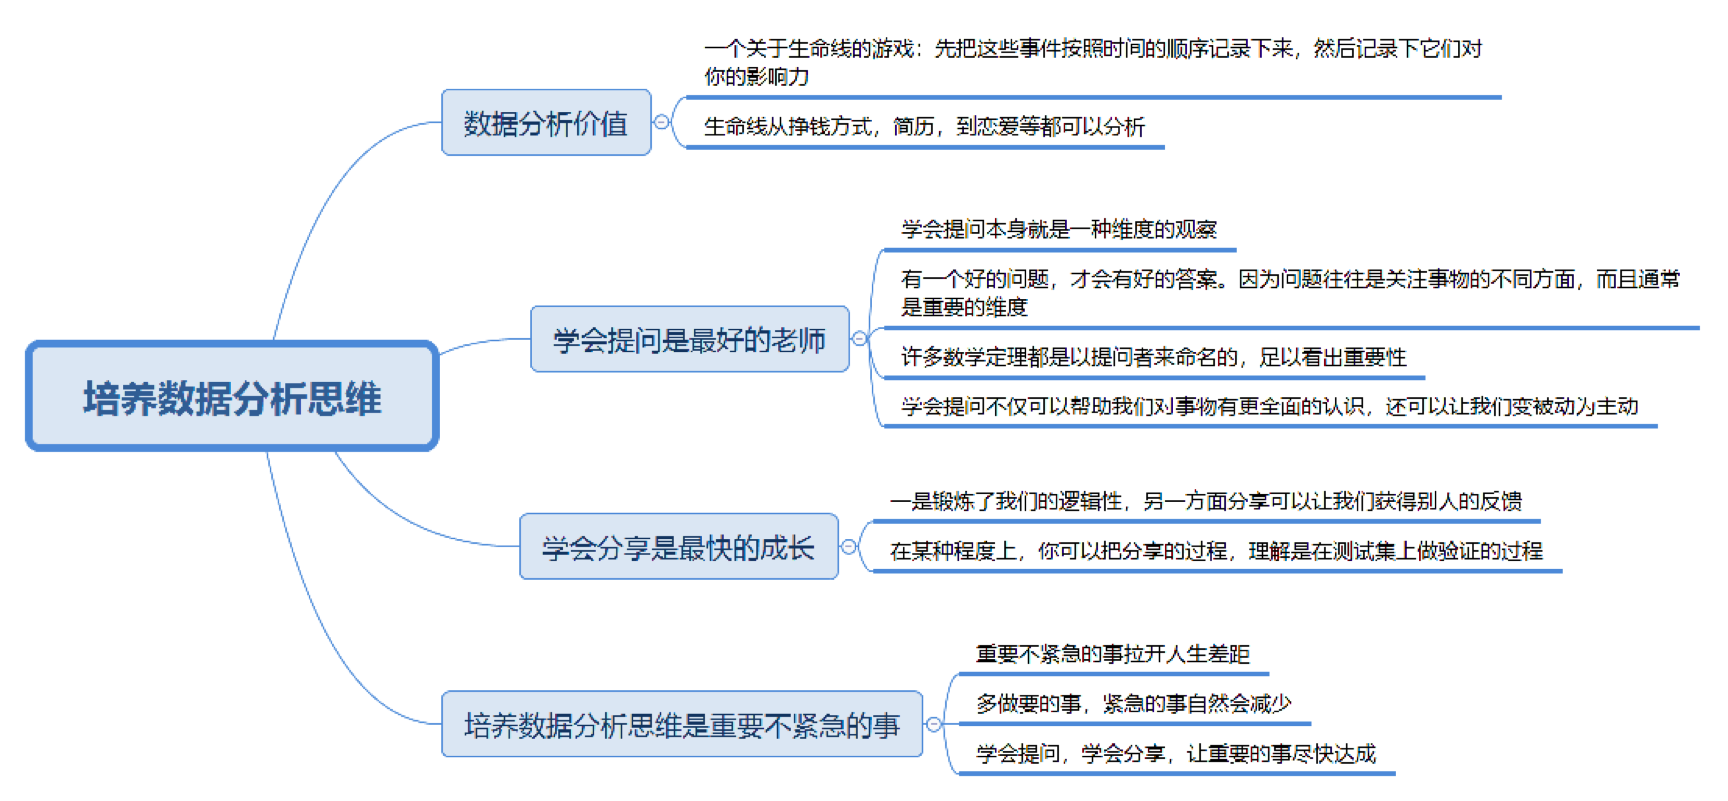 一个关于生命线的游戏：先把这些事件按照时间的顺序记录下来，然后记录下它们对
你的影响力
数据分析价值
生命线从挣钱方式，简历，到恋爱等都可以分析
学会提问本身就是一种维度的观察
有一个好的问题，才会有好的答案。因为问题往往是关注事物的不同方面，而且通常
是重要的维度
学会提问是最好的老师
许多数学定理都是以提问者来命名的，足以看出重要性
培养数据分析思维
学会提问不仅可以帮助我们对事物有更全面的认识，还可以让我们变被动为主动
一是锻炼了我们的逻辑性，另一方面分享可以让我们获得别人的反馈
学会分享是最快的成长
在某种程度上，你可以把分享的过程，理解是在测试集上做验证的过程
重要不紧急的事拉开人生差距
多做要的事，紧急的事自然会减少
培养数据分析思维是重要不紧急的事
学会提问，学会分享，让重要的事尽快达成